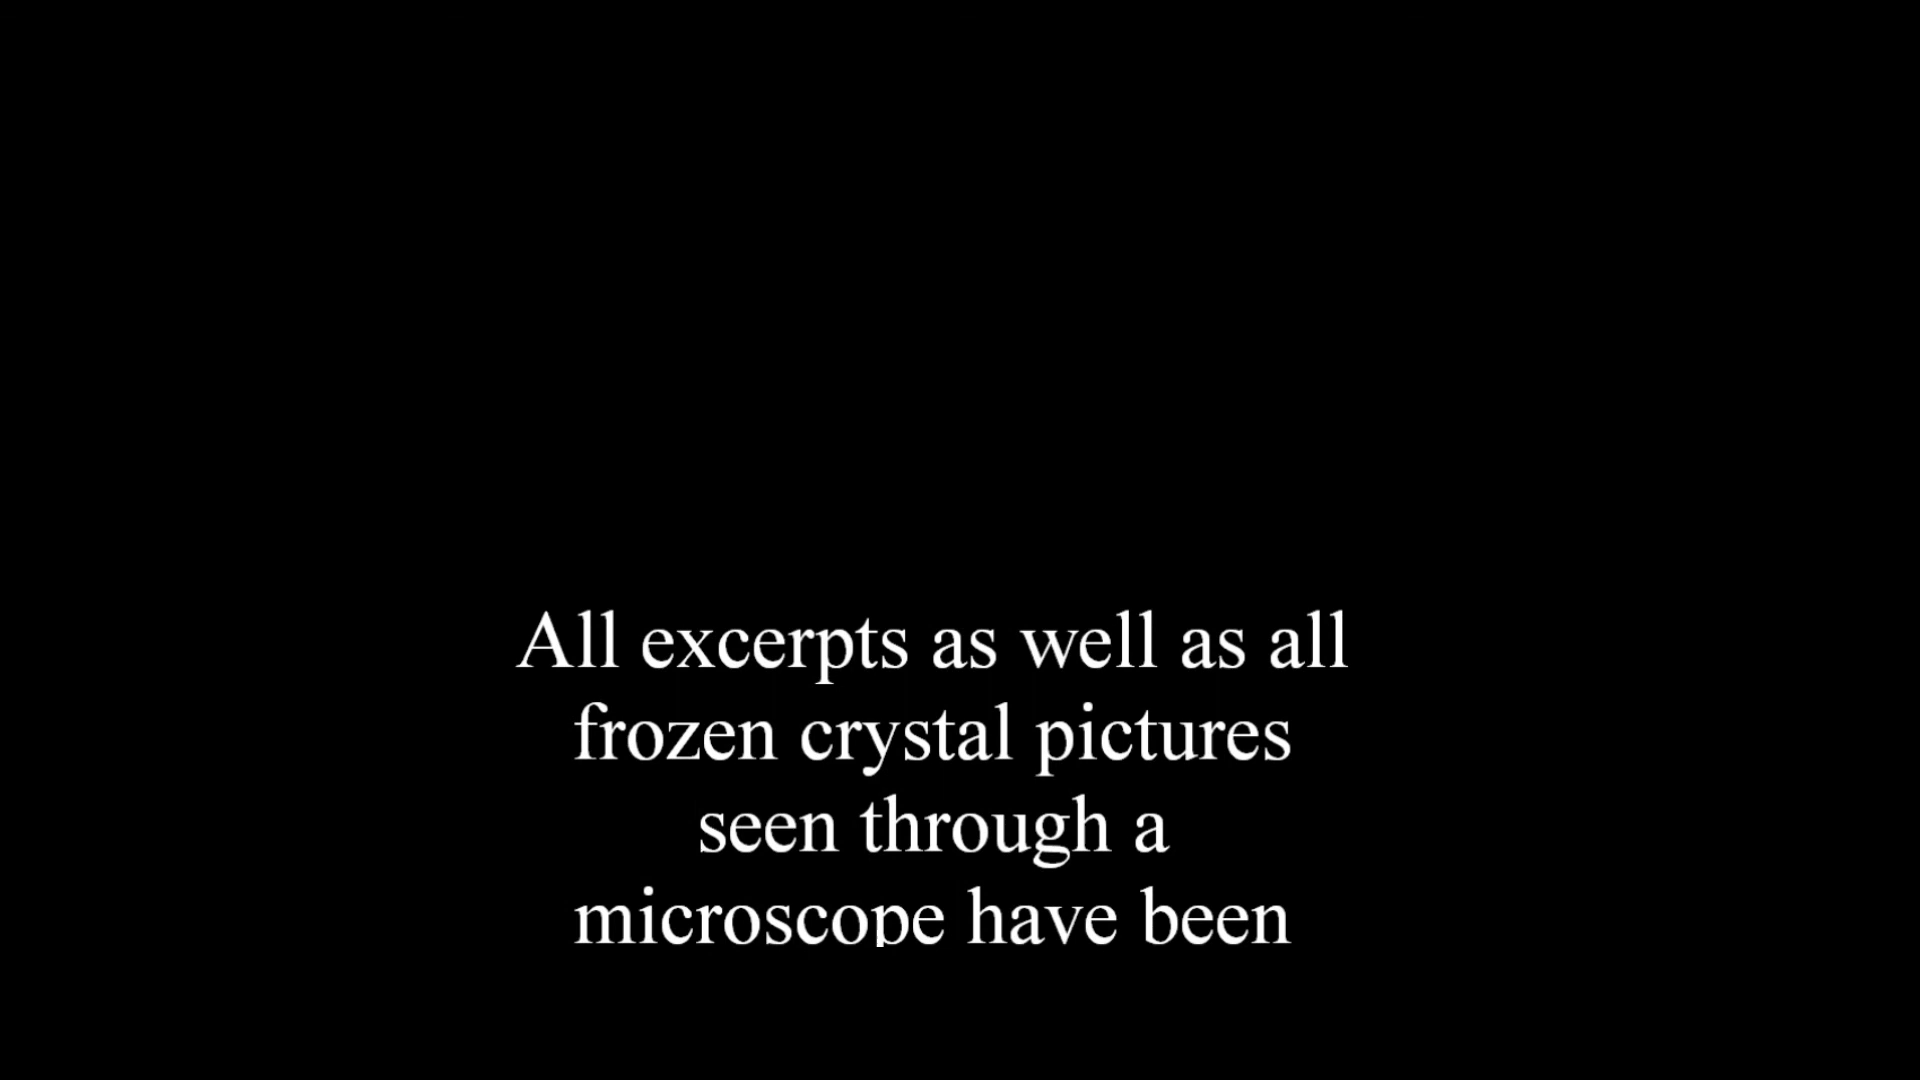 All excerpts as well as all
frozen crystal pictures
seen through a
microscope have been